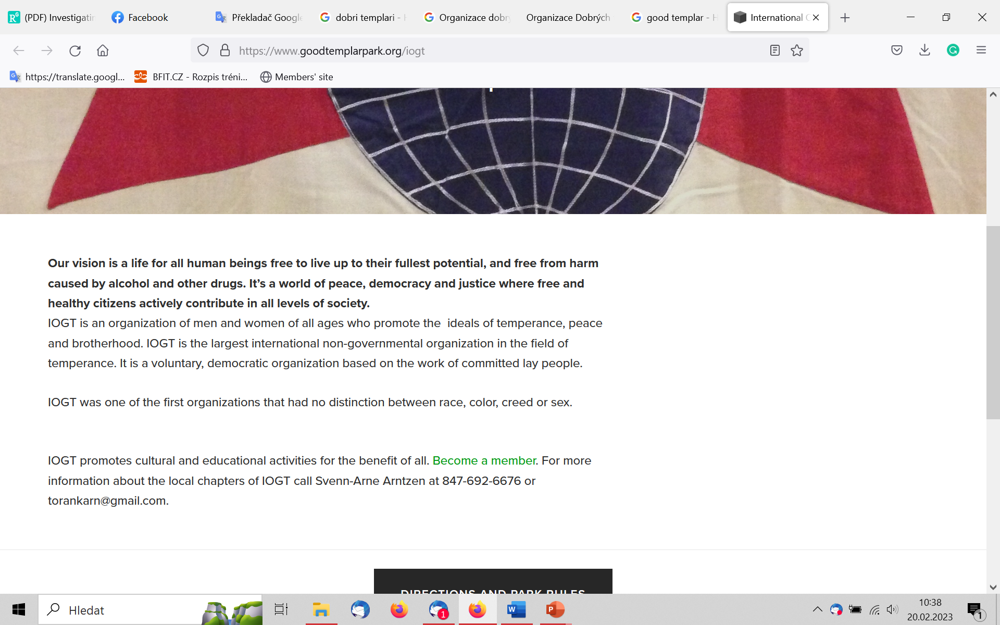 (PDF) Investigatin
Facebook
Překladač Google
dobri templari - H
Organizace dobrý
Organizace Dobrých
good templar - H
International O
https://www.goodtemplarpark.org/iogt
https://translate.googl...
BFIT.CZ - Rozpis tréni...
Members' site
Our vision is a life for all human beings free to live up to their fullest potential, and free from harm
caused by alcohol and other drugs. It’s a world of peace, democracy and justice where free and
healthy citizens actively contribute in all levels of society.
IOGT is an organization of men and women of all ages who promote the  ideals of temperance, peace
and brotherhood. IOGT is the largest international non-governmental organization in the field of
temperance. It is a voluntary, democratic organization based on the work of committed lay people.
IOGT was one of the first organizations that had no distinction between race, color, creed or sex.
IOGT promotes cultural and educational activities for the benefit of all. Become a member. For more
information about the local chapters of IOGT call Svenn-Arne Arntzen at 847-692-6676 or
torankarn@gmail.com.
DIRECTIONS AND PARK RULES
Hledat
1
10:38
20.02.2023
1